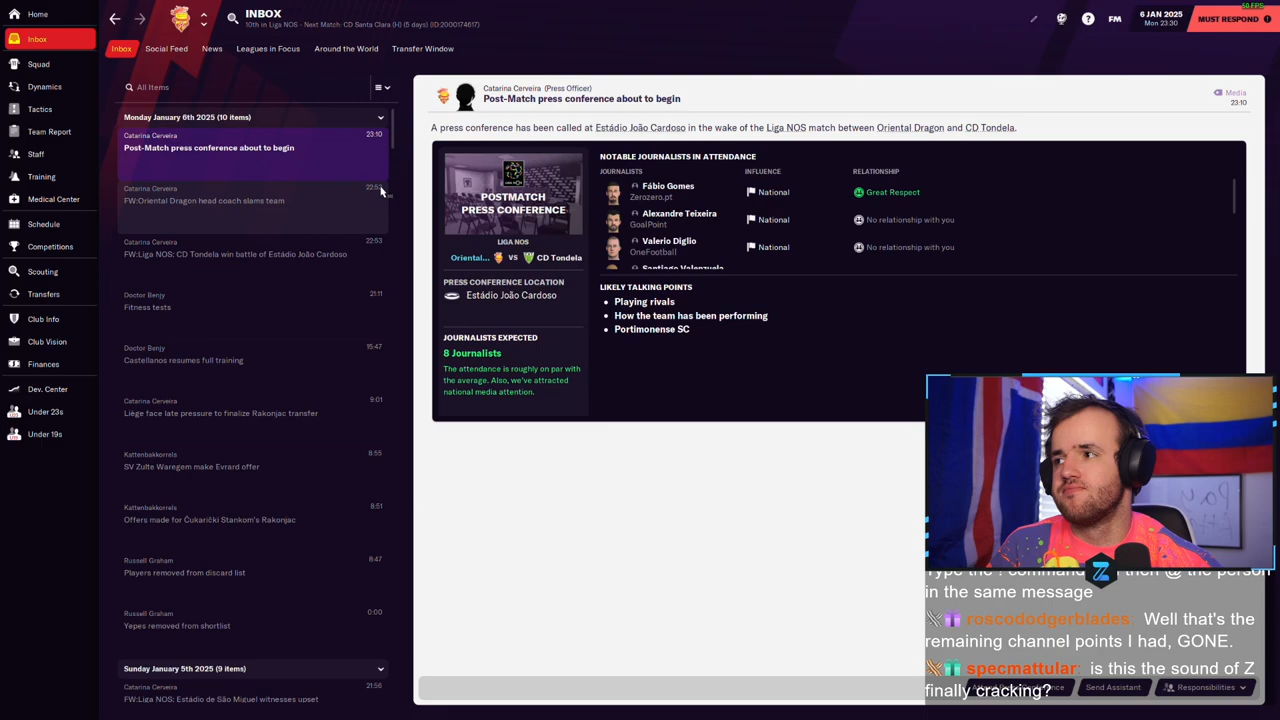 Home
Inbox
Squad
Dynamics
Tactics
Team Report
Staff
Training
Medical Center
Schedule
Competitions
Scouting
Transfers
Club Info
Club Vision
Finances
Dev. Center
Under 23s
Under 19s
INBOX
10th in Liga NOS - Next Match: CD Santa Clara (H) (5 days) (ID:2000174617)
FM
6 JAN 2025
Mon 23:30
60 FPS
MUST RESPOND
Inbox
Social Feed
News
Leagues in Focus
Around the World
Transfer Window
All Items
Monday January 6th 2025 (10 items)
Catarina Cerveira 23:10
Post-Match press conference about to begin
Catarina Cerveira
FW:Oriental Dragon head coach slams team
Catarina Cerveira 22:53
FW:Liga NOS: CD Tondela win battle of Estádio João Cardoso
Doctor Benjy 21:11
Fitness tests
Doctor Benjy 15:47
Castellanos resumes full training
Catarina Cerveira 9:01
Liège face late pressure to finalize Rakonjac transfer
Kattenbakkorrels 8:55
SV Zulte Waregem make Evrard offer
Kattenbakkorrels 8:51
Offers made for Čukarički Stankom's Rakonjac
Russell Graham 8:47
Players removed from discard list
Russell Graham 0:00
Yepes removed from shortlist
Sunday January 5th 2025 (9 items)
Catarina Cerveira 21:56
FW:Liga NOS: Estádio de São Miguel witnesses upset
Catarina Cerveira (Press Officer)
Post-Match press conference about to begin
Media
23:10
A press conference has been called at Estádio João Cardoso in the wake of the Liga NOS match between Oriental Dragon and CD Tondela.
POSTMATCH
PRESS CONFERENCE
LIGA NOS
Oriental... VS CD Tondela
PRESS CONFERENCE LOCATION
Estádio João Cardoso
JOURNALISTS EXPECTED
8 Journalists
The attendance is roughly on par with
the average. Also, we've attracted
national media attention.
NOTABLE JOURNALISTS IN ATTENDANCE
JOURNALISTS INFLUENCE RELATIONSHIP
Fábio Gomes
Zerozero.pt
National
Great Respect
Alexandre Teixeira
GoalPoint
National
No relationship with you
Valerio Diglio
OneFootball
National
No relationship with you
Santiago Valenzuela
LIKELY TALKING POINTS
Playing rivals
How the team has been performing
Portimonense SC
in the same message
roscododgerblades: Well that's the
remaining channel points I had, GONE.
specmattular: is this the sound of Z
finally cracking?
Send Assistant
Responsibilities